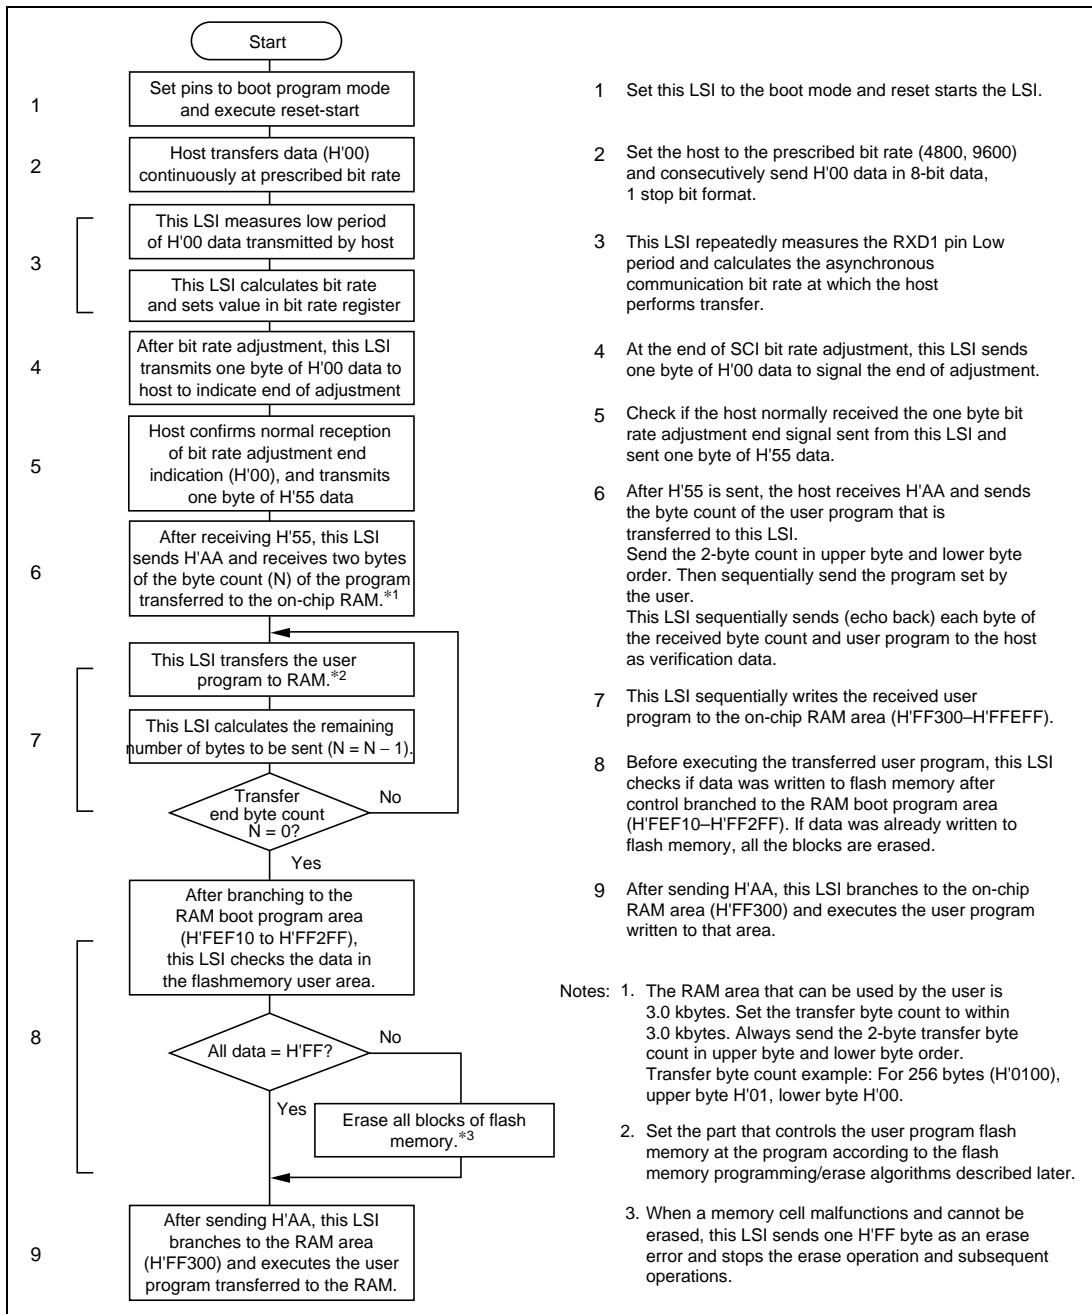 Start
1
Set pins to boot program mode
and execute reset-start
2
Host transfers data (H'00)
continuously at prescribed bit rate
3
This LSI measures low period
of H'00 data transmitted by host
This LSI calculates bit rate
and sets value in bit rate register
4
After bit rate adjustment, this LSI
transmits one byte of H'00 data to
host to indicate end of adjustment
5
Host confirms normal reception
of bit rate adjustment end
indication (H'00), and transmits
one byte of H'55 data
6
After receiving H'55, this LSI
sends H'AA and receives two bytes
of the byte count (N) of the program
transferred to the on-chip RAM.*1
7
This LSI transfers the user
program to RAM.*2
This LSI calculates the remaining
number of bytes to be sent (N = N − 1).
Transfer
end byte count
N = 0?
No
Yes
8
After branching to the
RAM boot program area
(H'FEF10 to H'FF2FF),
this LSI checks the data in
the flashmemory user area.
All data = H'FF?
No
Yes
Erase all blocks of flash
memory.*3
9
After sending H'AA, this LSI
branches to the RAM area
(H'FF300) and executes the user
program transferred to the RAM.
1 Set this LSI to the boot mode and reset starts the LSI.
2 Set the host to the prescribed bit rate (4800, 9600)
and consecutively send H'00 data in 8-bit data,
1 stop bit format.
3 This LSI repeatedly measures the RXD1 pin Low
period and calculates the asynchronous
communication bit rate at which the host
performs transfer.
4 At the end of SCI bit rate adjustment, this LSI sends
one byte of H'00 data to signal the end of adjustment.
5 Check if the host normally received the one byte bit
rate adjustment end signal sent from this LSI and
sent one byte of H'55 data.
6 After H'55 is sent, the host receives H'AA and sends
the byte count of the user program that is
transferred to this LSI.
Send the 2-byte count in upper byte and lower byte
order. Then sequentially send the program set by
the user.
This LSI sequentially sends (echo back) each byte of
the received byte count and user program to the host
as verification data.
7 This LSI sequentially writes the received user
program to the on-chip RAM area (H'FF300–H'FFEFF).
8 Before executing the transferred user program, this LSI
checks if data was written to flash memory after
control branched to the RAM boot program area
(H'FEF10–H'FF2FF). If data was already written to
flash memory, all the blocks are erased.
9 After sending H'AA, this LSI branches to the on-chip
RAM area (H'FF300) and executes the user program
written to that area.
Notes: 1. The RAM area that can be used by the user is
3.0 kbytes. Set the transfer byte count to within
3.0 kbytes. Always send the 2-byte transfer byte
count in upper byte and lower byte order.
Transfer byte count example: For 256 bytes (H'0100),
upper byte H'01, lower byte H'00.
2. Set the part that controls the user program flash
memory at the program according to the flash
memory programming/erase algorithms described later.
3. When a memory cell malfunctions and cannot be
erased, this LSI sends one H'FF byte as an erase
error and stops the erase operation and subsequent
operations.